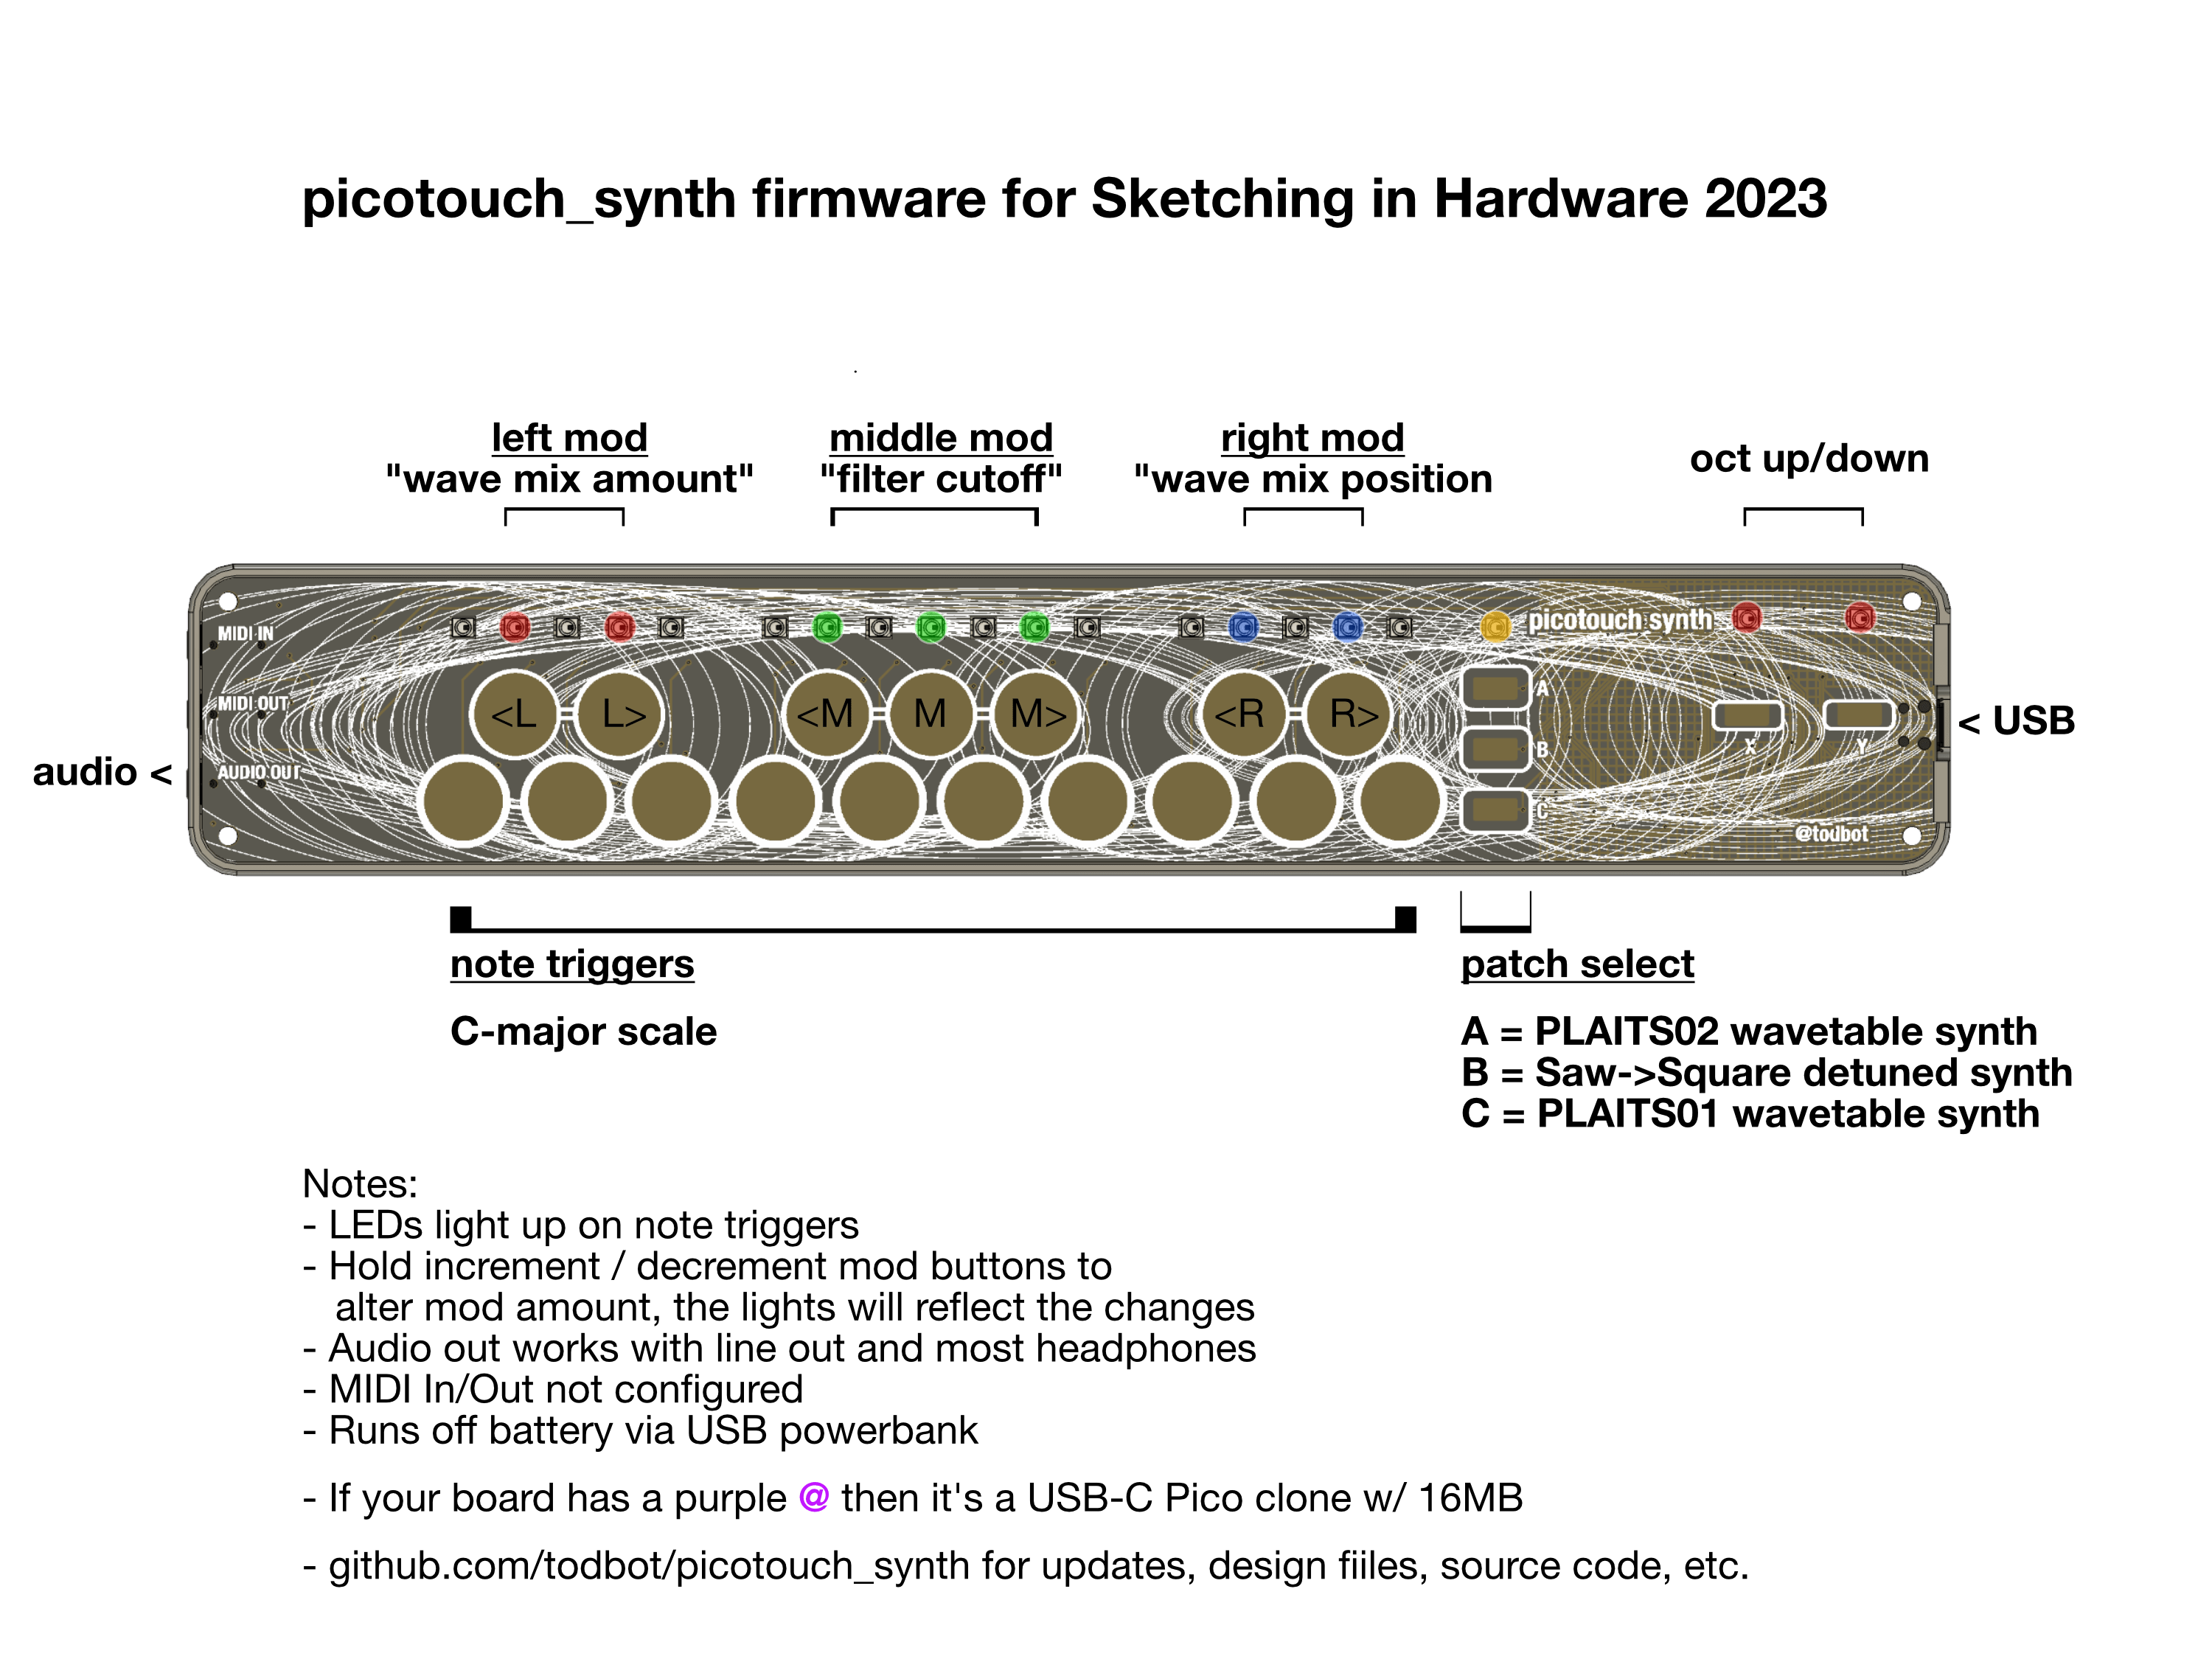 picotouch_synth firmware for Sketching in Hardware 2023
left mod
"wave mix amount"
middle mod
"filter cutoff"
right mod
"wave mix position
oct up/down
MIDI IN
picotouch synth
<L L> <M M M> <R R>
A
MIDI OUT
< USB
B
X Y
audio <
AUDIO OUT
C
@todbot
note triggers
C-major scale
patch select
A = PLAITS02 wavetable synth
B = Saw->Square detuned synth
C = PLAITS01 wavetable synth
Notes:
- LEDs light up on note triggers
- Hold increment / decrement mod buttons to
alter mod amount, the lights will reflect the changes
- Audio out works with line out and most headphones
- MIDI In/Out not configured
- Runs off battery via USB powerbank
- If your board has a purple @ then it's a USB-C Pico clone w/ 16MB
- github.com/todbot/picotouch_synth for updates, design fiiles, source code, etc.